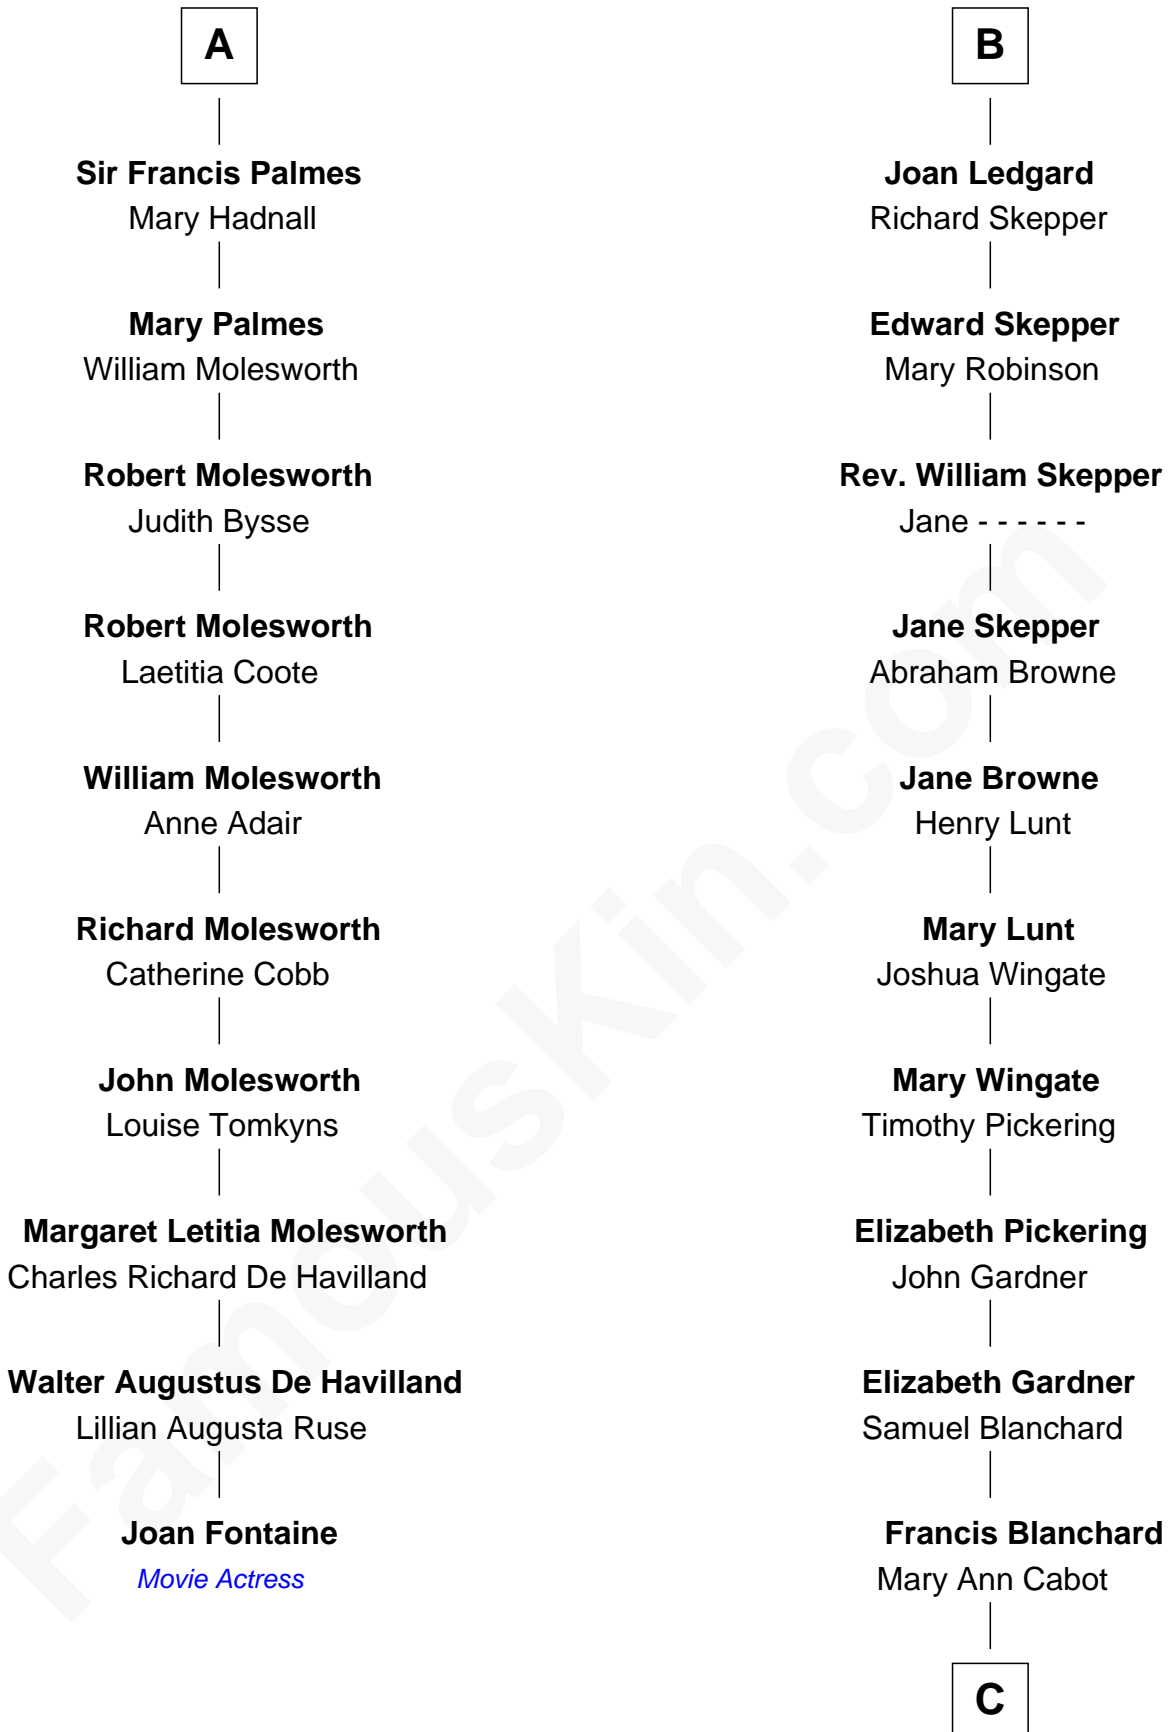 A
Sir Francis Palmes
Mary Hadnall
Mary Palmes
William Molesworth
Robert Molesworth
Judith Bysse
Robert Molesworth
Laetitia Coote
William Molesworth
Anne Adair
Richard Molesworth
Catherine Cobb
John Molesworth
Louise Tomkyns
Margaret Letitia Molesworth
Charles Richard De Havilland
Walter Augustus De Havilland
Lillian Augusta Ruse
Joan Fontaine
Movie Actress
B
Joan Ledgard
Richard Skepper
Edward Skepper
Mary Robinson
Rev. William Skepper
Jane - - - - - -
Jane Skepper
Abraham Browne
Jane Browne
Henry Lunt
Mary Lunt
Joshua Wingate
Mary Wingate
Timothy Pickering
Elizabeth Pickering
John Gardner
Elizabeth Gardner
Samuel Blanchard
Francis Blanchard
Mary Ann Cabot
C
FamousKin.com